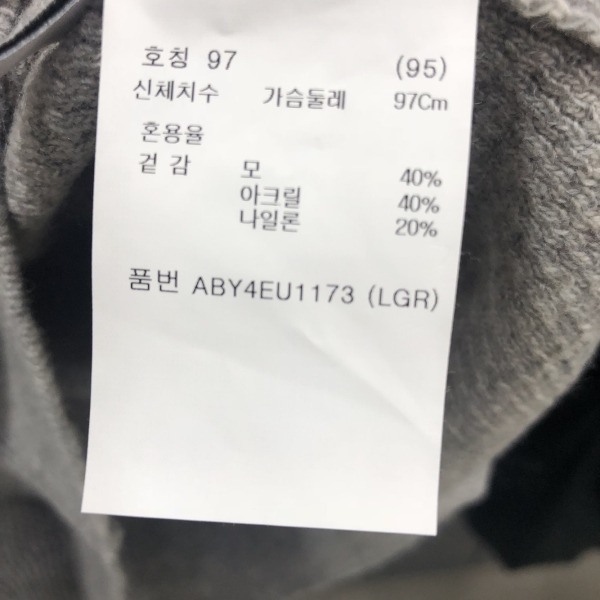 호칭 97 (95)
신체치수 가슴둘레 97Cm
혼용율
겉 감 모 40%
아크릴 40%
나일론 20%
품번 ABY4EU1173 (LGR)